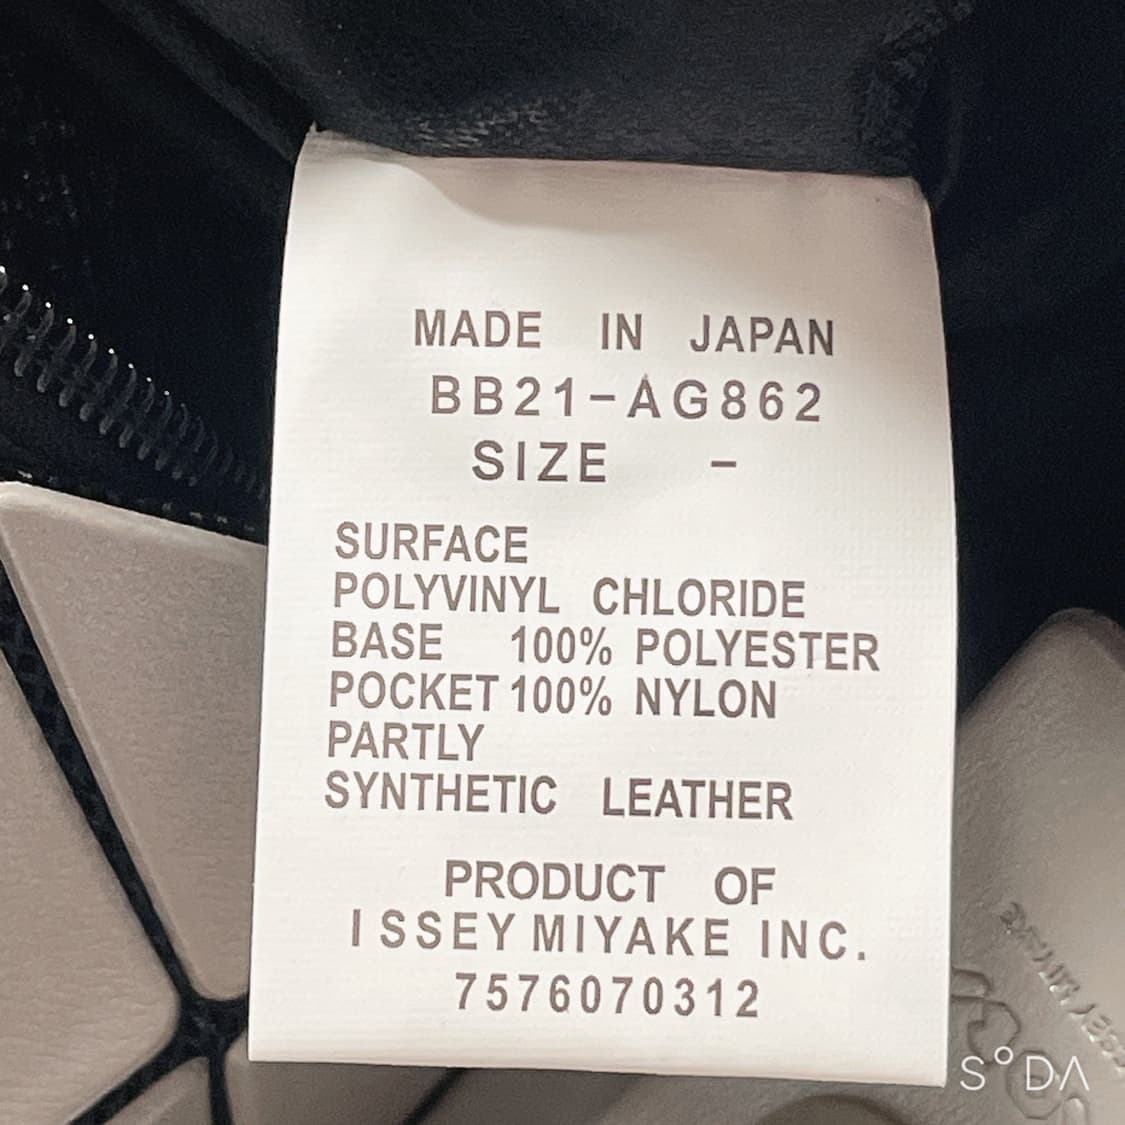 MADE IN JAPAN
BB21-AG862
SIZE -
SURFACE
POLYVINYL CHLORIDE
BASE 100% POLYESTER
POCKET 100% NYLON
PARTLY
SYNTHETIC LEATHER
PRODUCT OF
ISSEY MIYAKE INC.
7576070312
S°DA